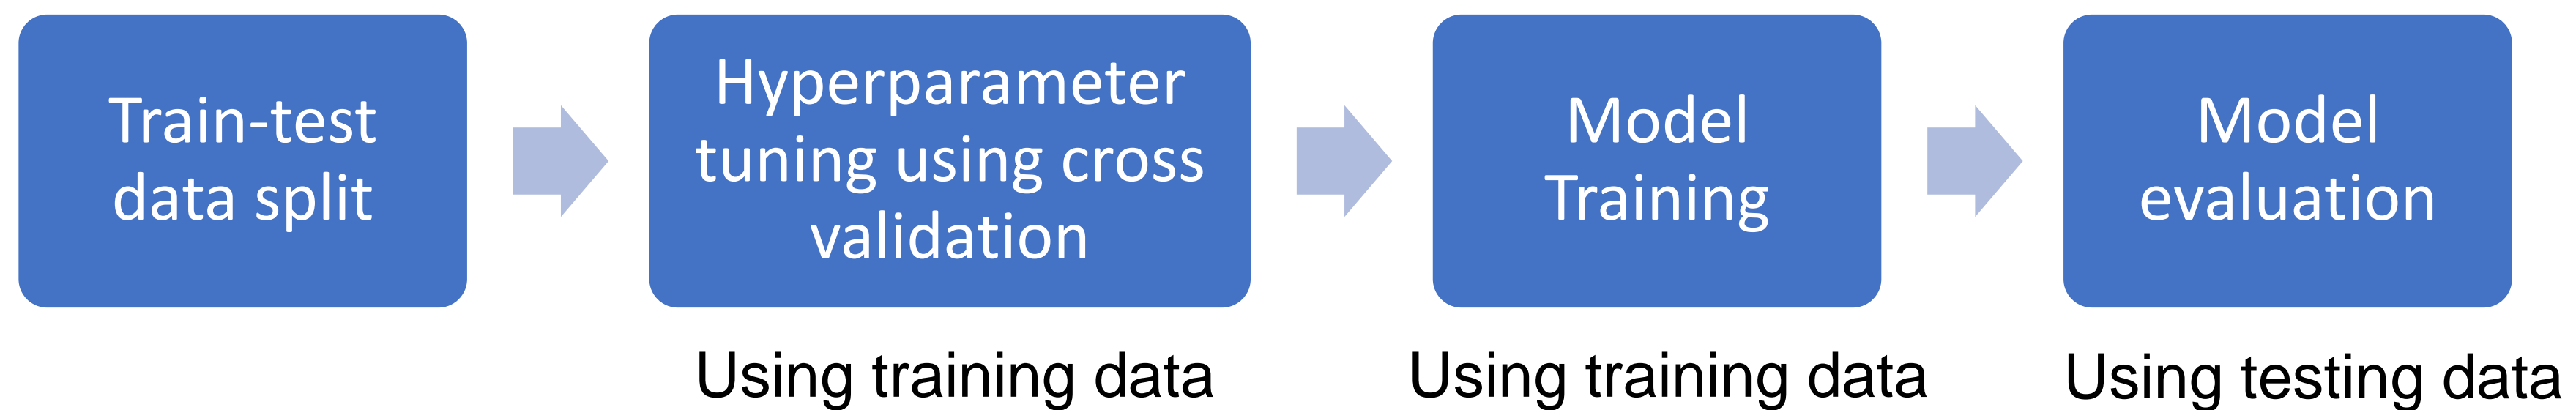 Train-test
data split
Hyperparameter
tuning using cross
validation
Model
Training
Model
evaluation
Using training data
Using training data
Using testing data